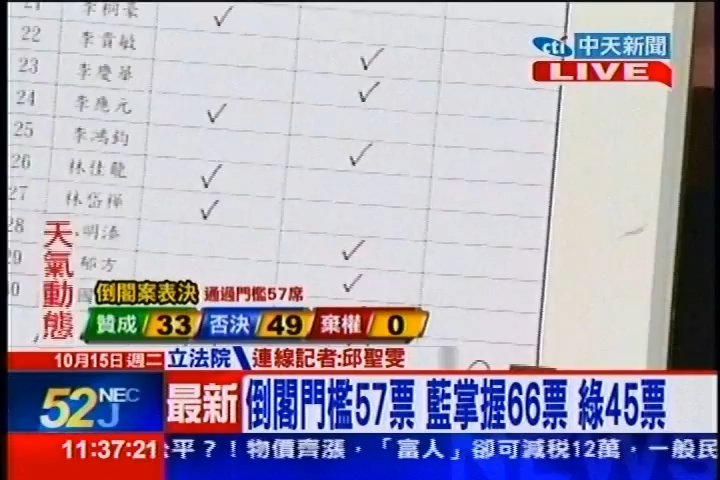 21 李桐豪
22 李貴敏
23 李慶華
24 李應元
25 李鴻鈞
26 林佳龍
27 林岱樺
28 明溱
29 郁方
30 國
cti 中天新聞
LIVE
天氣動態
倒閣案表決 通過門檻57席
贊成 33 否決 49 棄權 0
10月15日 週二 立法院 連線記者:邱聖雯
52 NEC J
最新 倒閣門檻57票 藍掌握66票 綠45票
11:37:21 平?!物價齊漲,「富人」卻可減稅12萬,一般民
NEWS